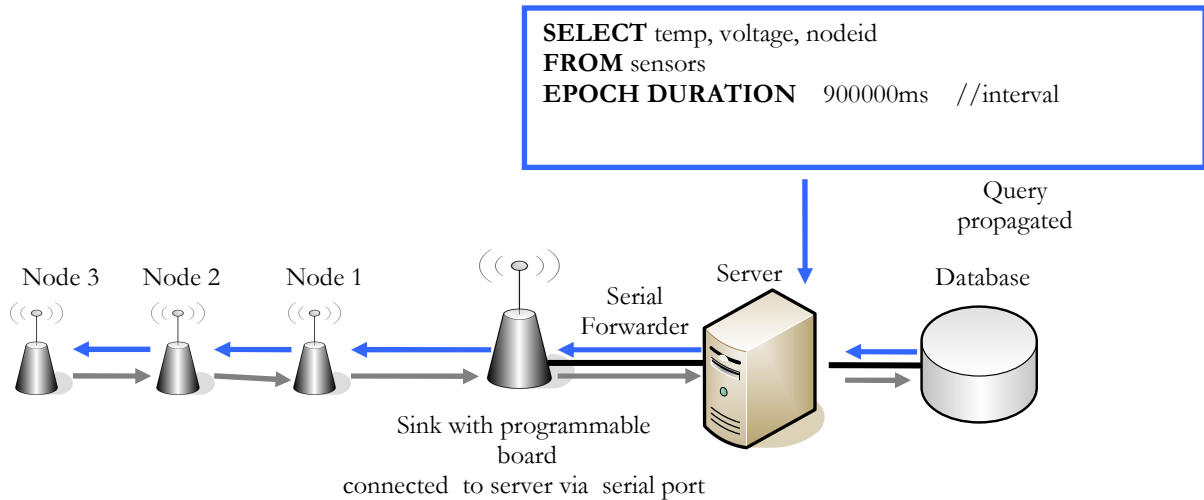 SELECT temp, voltage, nodeid
FROM sensors
EPOCH DURATION 900000ms //interval
Query
propagated
Node 3
Node 2
Node 1
Serial
Forwarder
Server
Database
Sink with programmable
board
connected to server via serial port